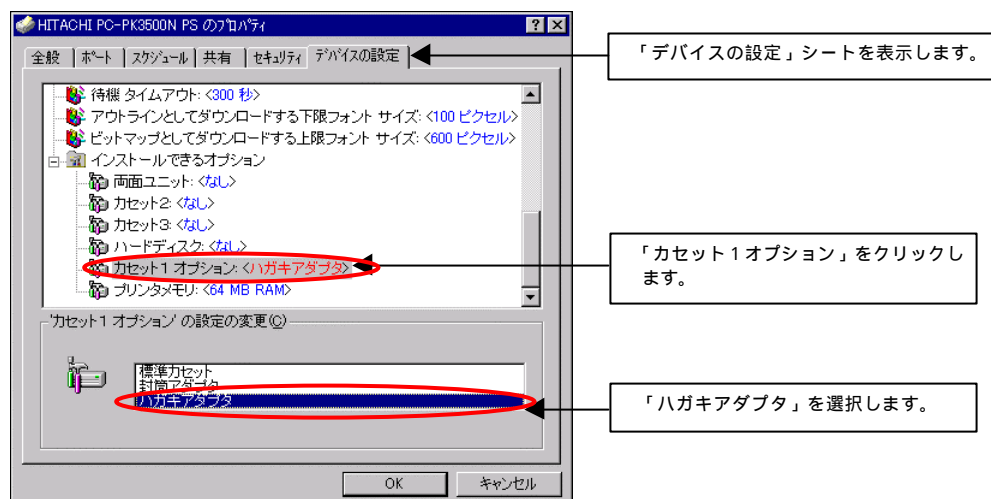 HITACHI PC-PK3500N PS のプロパティ
全般 ポート スケジュール 共有 セキュリティ デバイスの設定
待機 タイムアウト: <300 秒>
アウトラインとしてダウンロードする下限フォント サイズ: <100 ピクセル>
ビットマップとしてダウンロードする上限フォント サイズ: <600 ピクセル>
インストールできるオプション
両面ユニット: <なし>
カセット2: <なし>
カセット3: <なし>
ハードディスク: <なし>
カセット1 オプション: <ハガキアダプタ>
プリンタメモリ: <64 MB RAM>
'カセット1 オプション' の設定の変更(C)
標準カセット
封筒アダプタ
ハガキアダプタ
OK キャンセル
「デバイスの設定」シートを表示します。
「カセット1オプション」をクリックし
ます。
「ハガキアダプタ」を選択します。